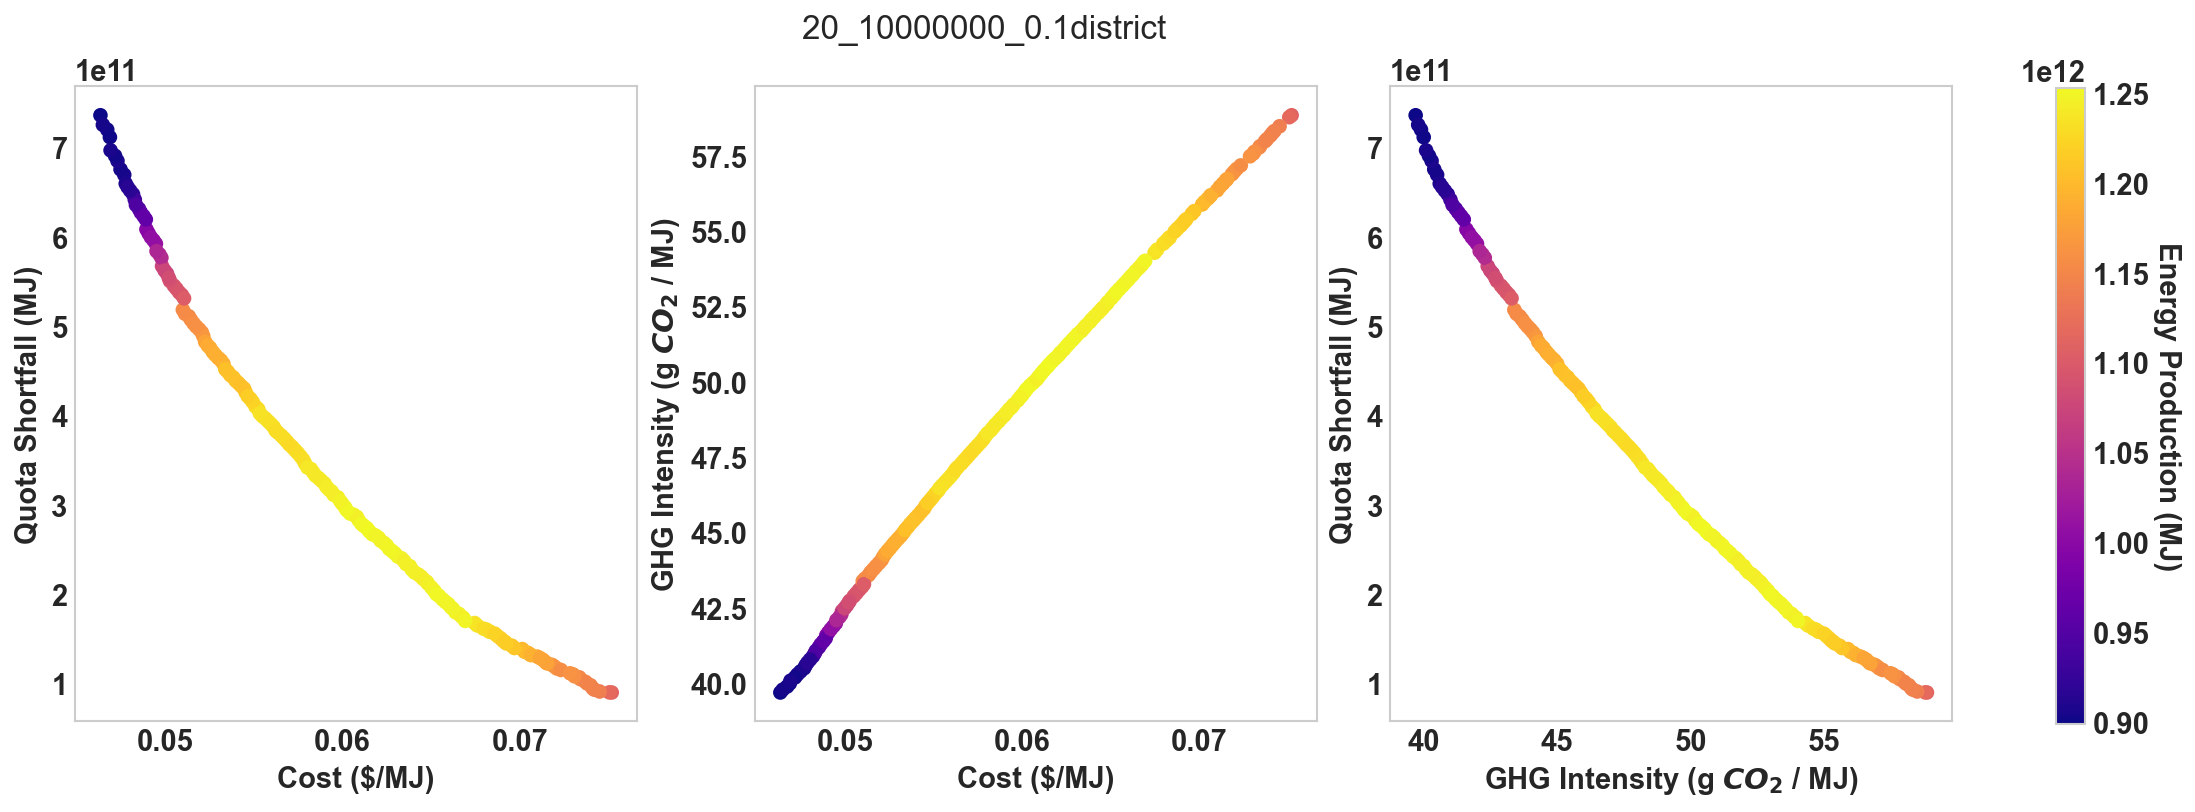 20_10000000_0.1district
1e11
7
6
5
4
3
2
1
Quota Shortfall (MJ)
0.05 0.06 0.07
Cost ($/MJ)
57.5
55.0
52.5
50.0
47.5
45.0
42.5
40.0
GHG Intensity (g CO₂ / MJ)
0.05 0.06 0.07
Cost ($/MJ)
1e11
7
6
5
4
3
2
1
Quota Shortfall (MJ)
40 45 50 55
GHG Intensity (g CO₂ / MJ)
1e12
1.25
1.20
1.15
1.10
1.05
1.00
0.95
0.90
Energy Production (MJ)